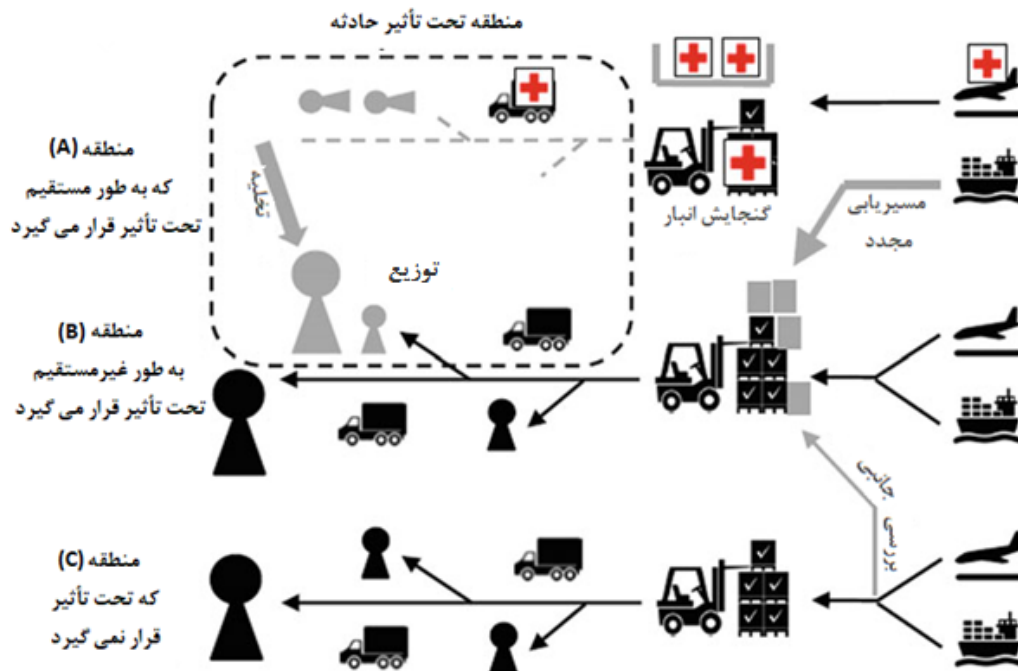 منطقه تحت تأثیر حادثه
منطقه (A)
که به طور مستقیم
تحت تأثیر قرار می گیرد
تخلیه
گنجایش انبار
مسیریابی
مجدد
توزیع
منطقه (B)
به طور غیرمستقیم
تحت تأثیر قرار می گیرد
بررسی جانبی
منطقه (C)
که تحت تأثیر
قرار نمی گیرد